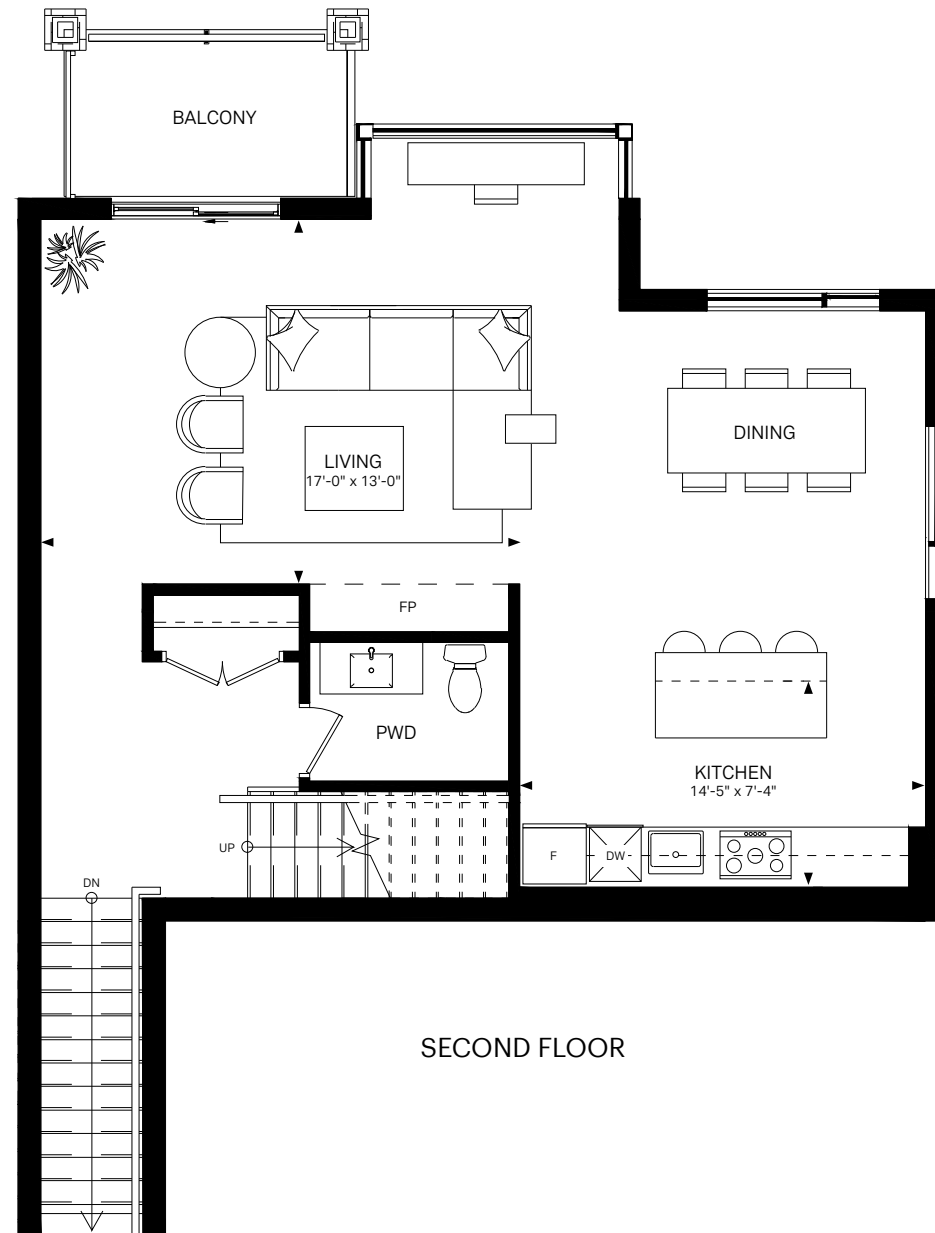 BALCONY
DINING
LIVING
17'-0" x 13'-0"
FP
PWD
KITCHEN
14'-5" x 7'-4"
UP
F
DW
DN
SECOND FLOOR